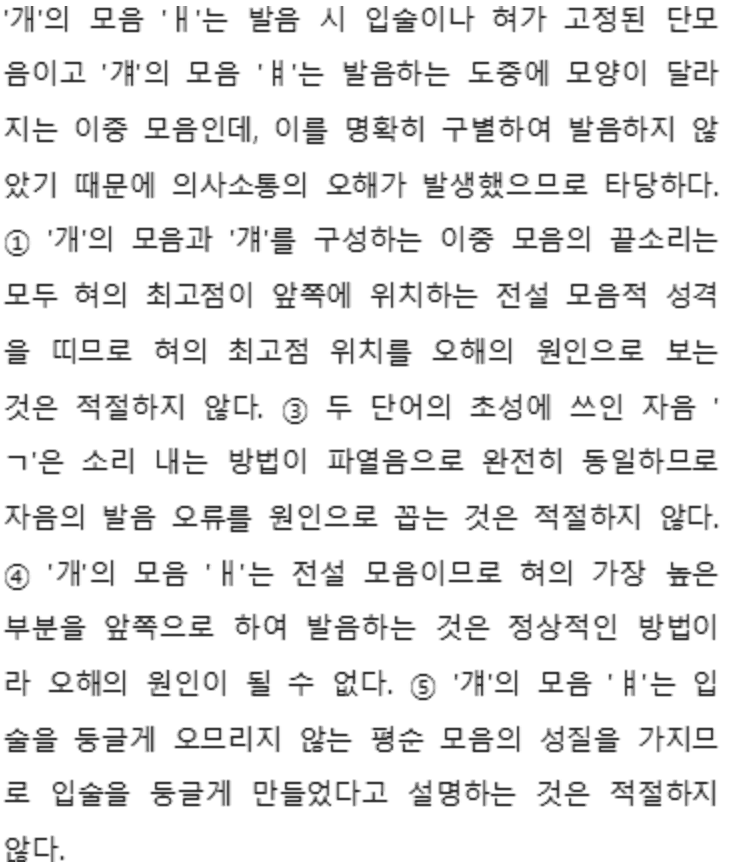 '개'의 모음 'ㅐ'는 발음 시 입술이나 혀가 고정된 단모
음이고 '걔'의 모음 'ㅒ'는 발음하는 도중에 모양이 달라
지는 이중 모음인데, 이를 명확히 구별하여 발음하지 않
았기 때문에 의사소통의 오해가 발생했으므로 타당하다.
① '개'의 모음과 '걔'를 구성하는 이중 모음의 끝소리는
모두 혀의 최고점이 앞쪽에 위치하는 전설 모음적 성격
을 띠므로 혀의 최고점 위치를 오해의 원인으로 보는
것은 적절하지 않다. ③ 두 단어의 초성에 쓰인 자음 '
ㄱ'은 소리 내는 방법이 파열음으로 완전히 동일하므로
자음의 발음 오류를 원인으로 꼽는 것은 적절하지 않다.
④ '개'의 모음 'ㅐ'는 전설 모음이므로 혀의 가장 높은
부분을 앞쪽으로 하여 발음하는 것은 정상적인 방법이
라 오해의 원인이 될 수 없다. ⑤ '걔'의 모음 'ㅒ'는 입
술을 둥글게 오므리지 않는 평순 모음의 성질을 가지므
로 입술을 둥글게 만들었다고 설명하는 것은 적절하지
않다.